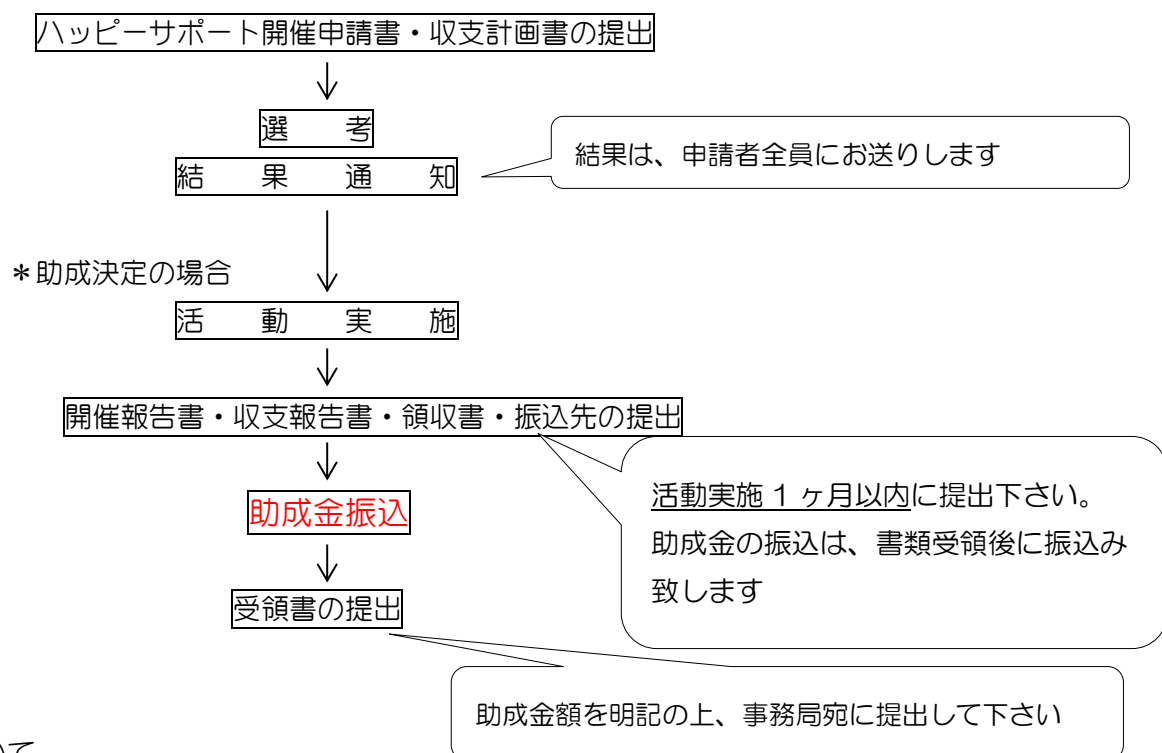 ハッピーサポート開催申請書・収支計画書の提出
↓
選　考
結果は、申請者全員にお送りします
結　果　通　知
↓
＊助成決定の場合
活　動　実　施
↓
開催報告書・収支報告書・領収書・振込先の提出
↓
活動実施 1 ヶ月以内に提出下さい。
助成金の振込は、書類受領後に振込み
致します
助成金振込
↓
受領書の提出
助成金額を明記の上、事務局宛に提出して下さい